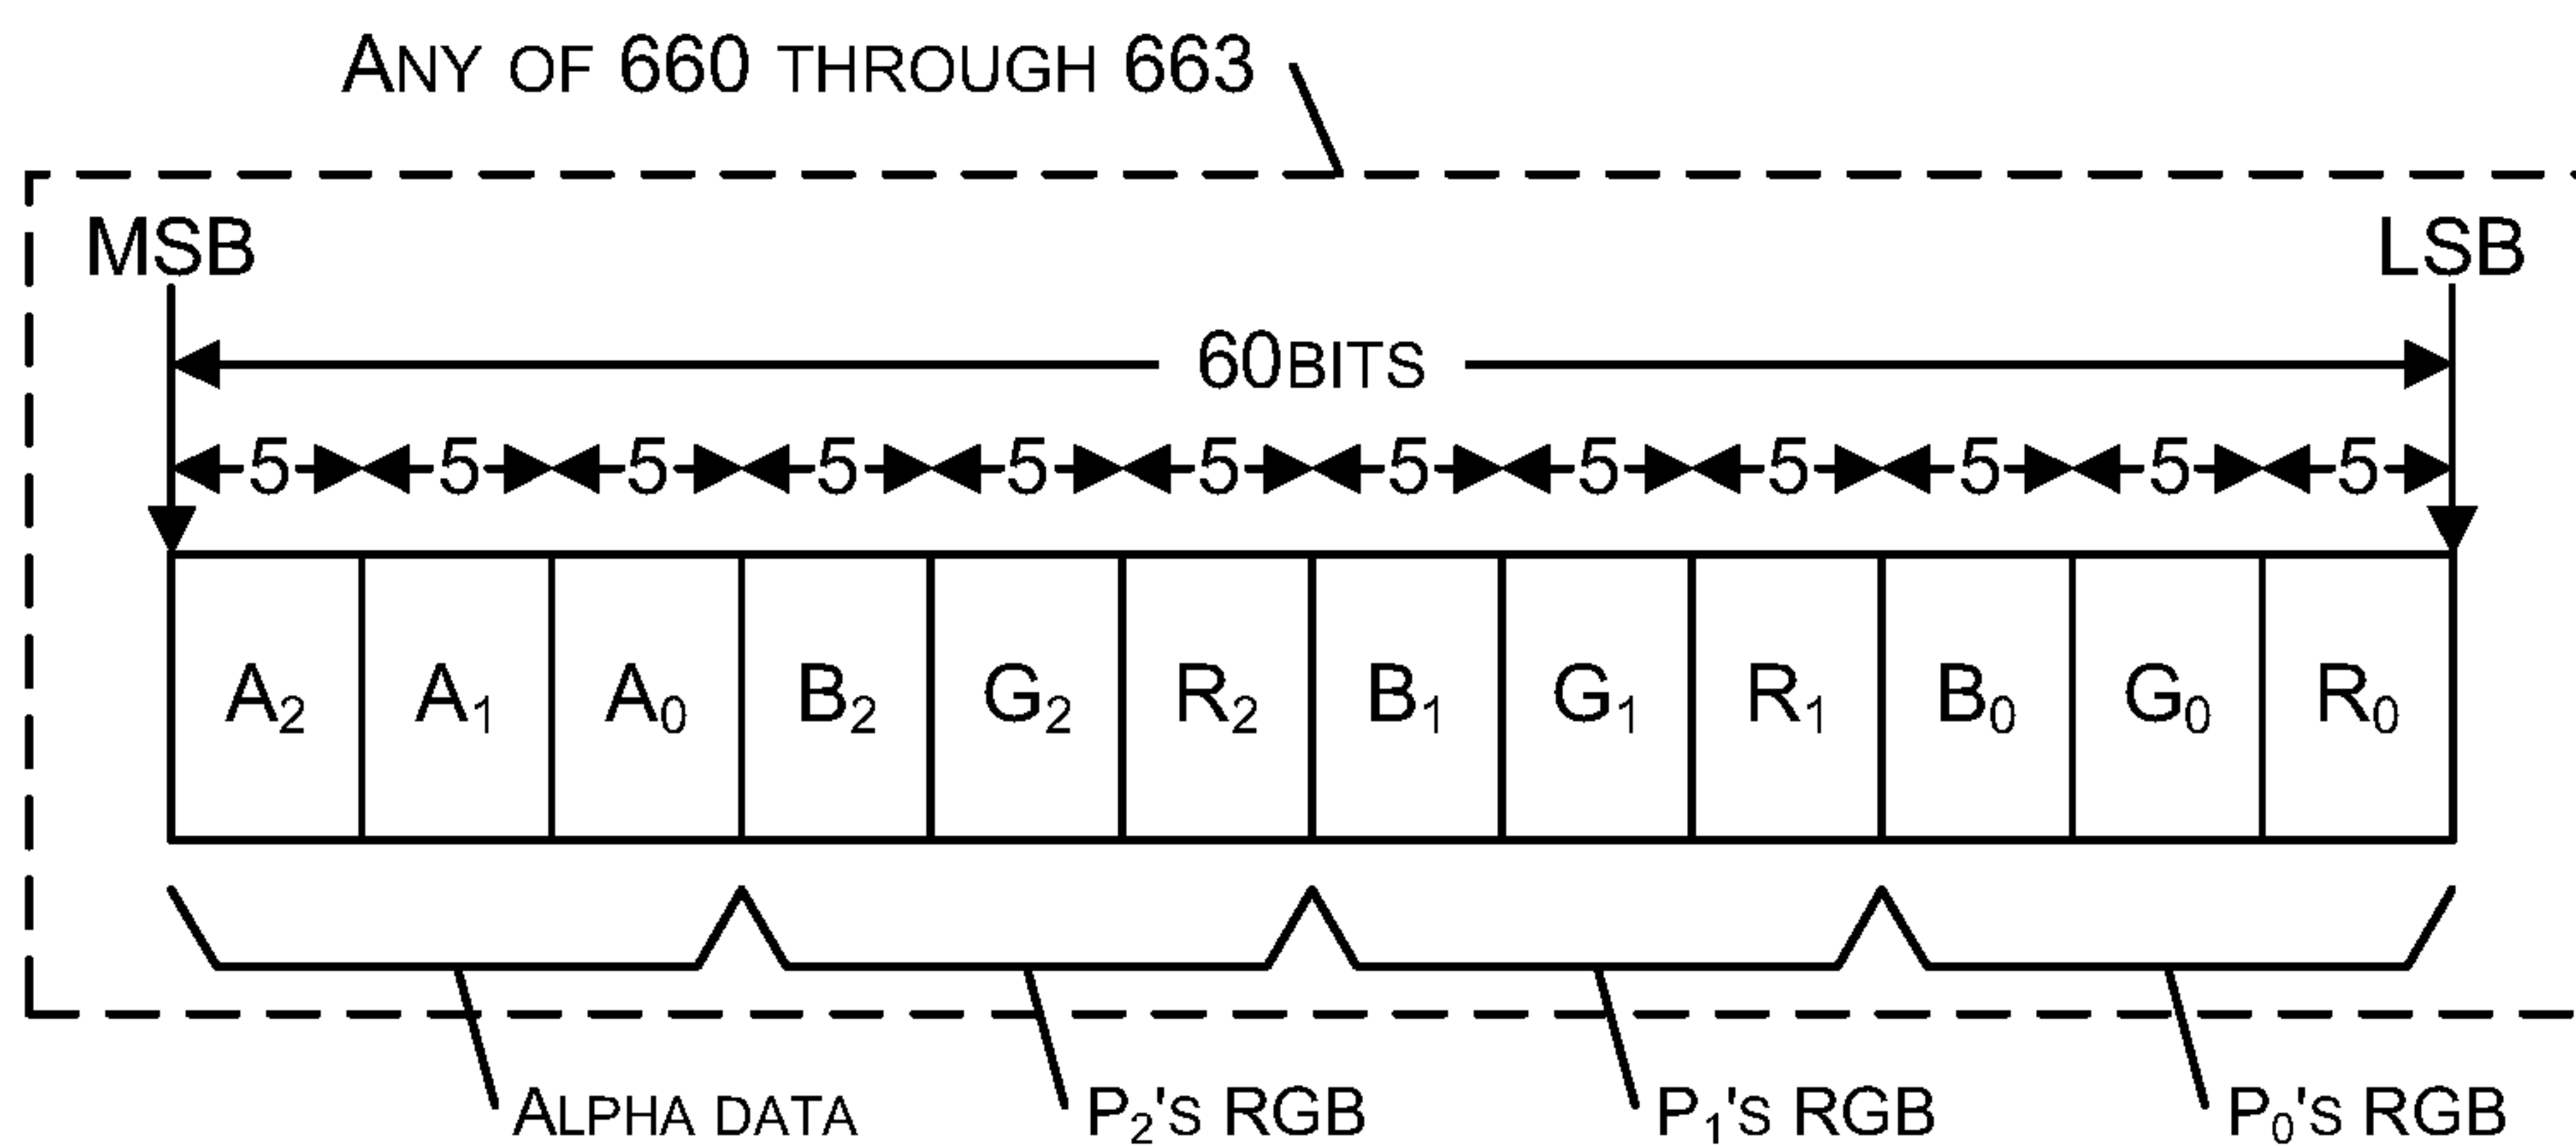 ANY OF 660 THROUGH 663
MSB LSB
60BITS
5 5 5 5 5 5 5 5 5 5 5 5
A2 A1 A0 B2 G2 R2 B1 G1 R1 B0 G0 R0
ALPHA DATA P2'S RGB P1'S RGB P0'S RGB